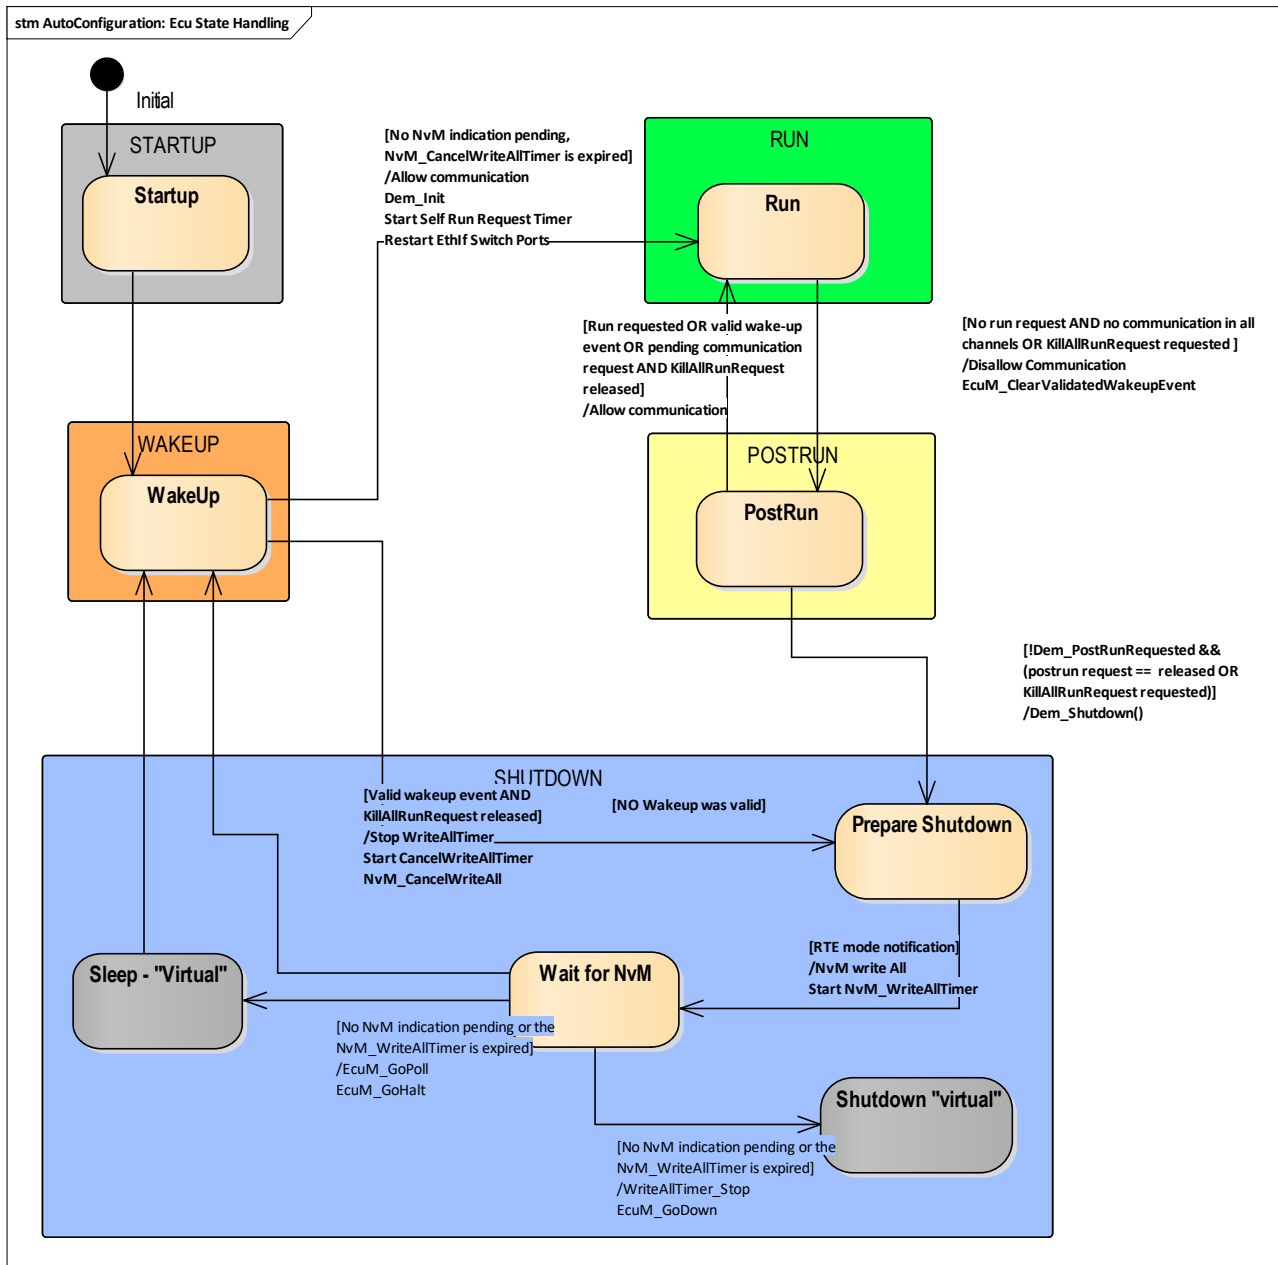 stm AutoConfiguration: Ecu State Handling
Initial
STARTUP
Startup
[No NvM indication pending,
NvM_CancelWriteAllTimer is expired]
/Allow communication
Dem_Init
Start Self Run Request Timer
Restart EthIf Switch Ports
RUN
Run
[Run requested OR valid wake-up
event OR pending communication
request AND KillAllRunRequest
released]
/Allow communication
[No run request AND no communication in all
channels OR KillAllRunRequest requested ]
/Disallow Communication
EcuM_ClearValidatedWakeupEvent
WAKEUP
WakeUp
POSTRUN
PostRun
[!Dem_PostRunRequested &&
(postrun request == released OR
KillAllRunRequest requested)]
/Dem_Shutdown()
SHUTDOWN
[Valid wakeup event AND
KillAllRunRequest released]
/Stop WriteAllTimer
Start CancelWriteAllTimer
NvM_CancelWriteAll
[NO Wakeup was valid]
Prepare Shutdown
[RTE mode notification]
/NvM write All
Start NvM_WriteAllTimer
Sleep - "Virtual"
Wait for NvM
[No NvM indication pending or the
NvM_WriteAllTimer is expired]
/EcuM_GoPoll
EcuM_GoHalt
Shutdown "virtual"
[No NvM indication pending or the
NvM_WriteAllTimer is expired]
/WriteAllTimer_Stop
EcuM_GoDown